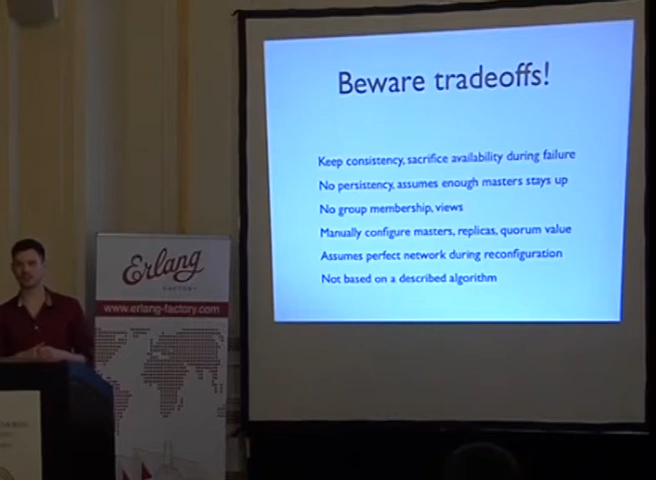 Beware tradeoffs!
Keep consistency, sacrifice availability during failure
No persistency, assumes enough masters stays up
No group membership, views
Manually configure masters, replicas, quorum value
Assumes perfect network during reconfiguration
Not based on a described algorithm
Erlang
FACTORY
www.erlang-factory.com